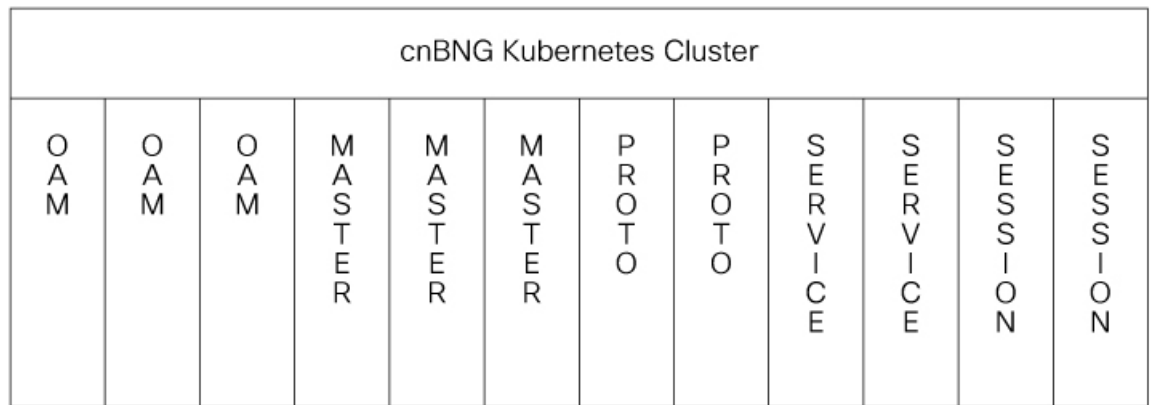 cnBNG Kubernetes Cluster
OAM
OAM
OAM
MASTER
MASTER
MASTER
PROTO
PROTO
SERVICE
SERVICE
SESSION
SESSION